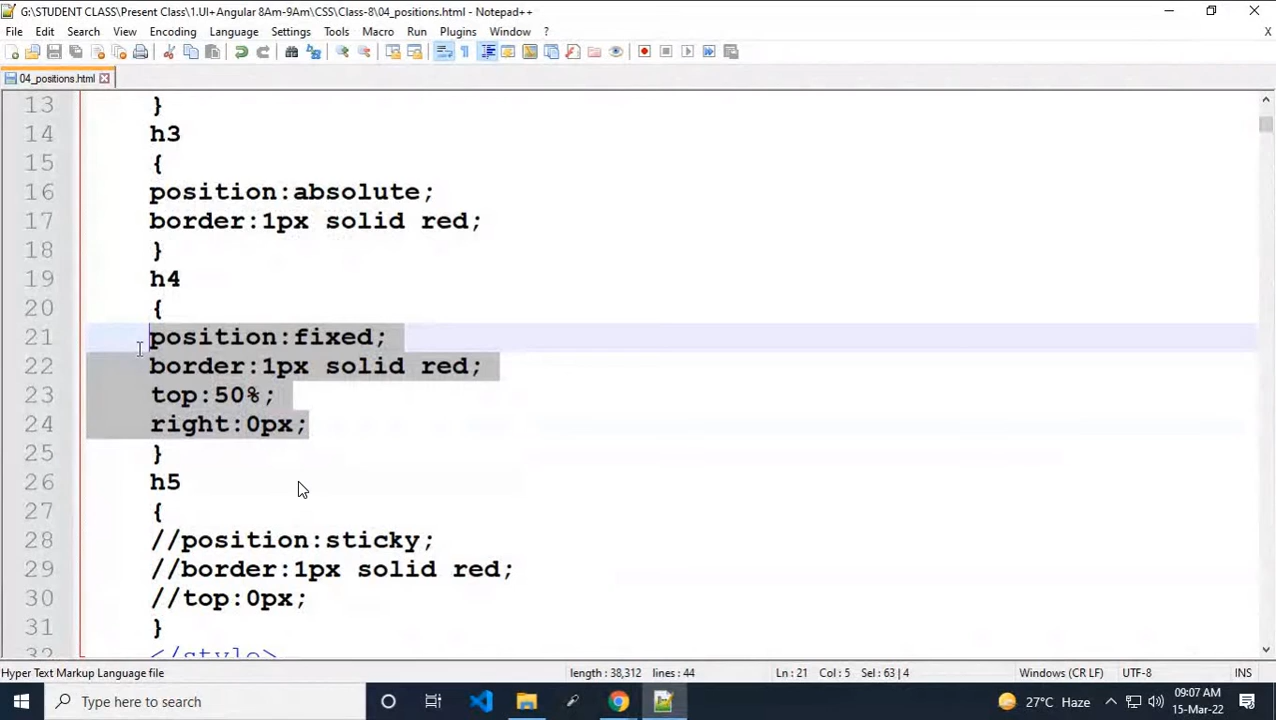 G:\STUDENT CLASS\Present Class\1.UI+Angular 8Am-9Am\CSS\Class-8\04_positions.html - Notepad++
File Edit Search View Encoding Language Settings Tools Macro Run Plugins Window ? X
04_positions.html
13 }
14 h3
15 {
16 position:absolute;
17 border:1px solid red;
18 }
19 h4
20 {
21 position:fixed;
22 border:1px solid red;
23 top:50%;
24 right:0px;
25 }
26 h5
27 {
28 //position:sticky;
29 //border:1px solid red;
30 //top:0px;
31 }
32 </style>
Hyper Text Markup Language file length : 38,312 lines : 44 Ln : 21 Col : 5 Sel : 63 | 4 Windows (CR LF) UTF-8 INS
Type here to search 27°C Haze 09:07 AM
15-Mar-22